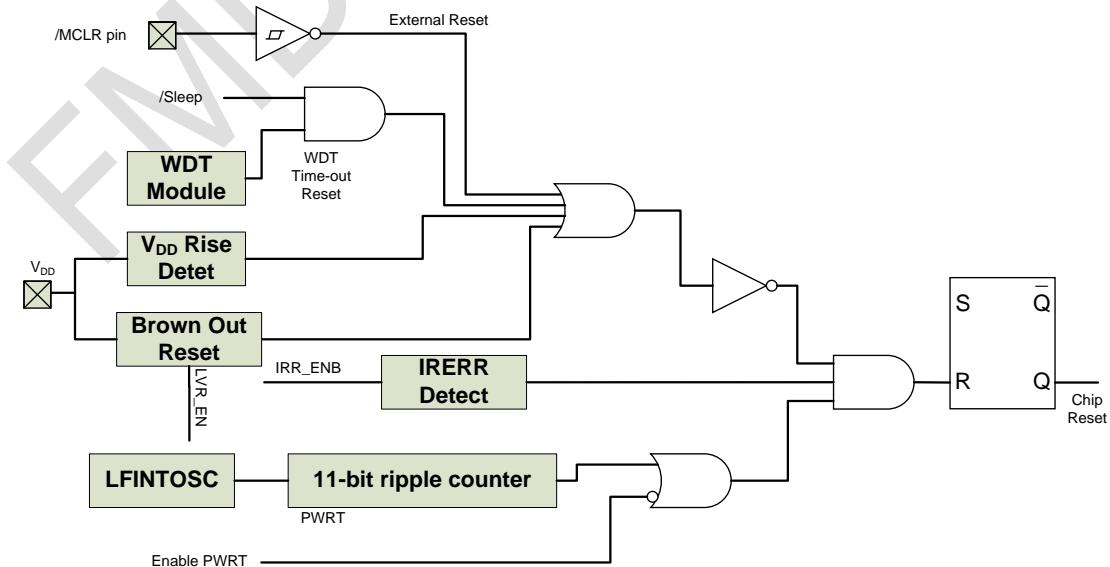 /MCLR pin
External Reset
/Sleep
WDT
Module
WDT
Time-out
Reset
VDD
VDD Rise
Detet
Brown Out
Reset
LVR_EN
IRR_ENB
IRERR
Detect
S
Q
R
Q
Chip
Reset
LFINTOSC
11-bit ripple counter
PWRT
Enable PWRT